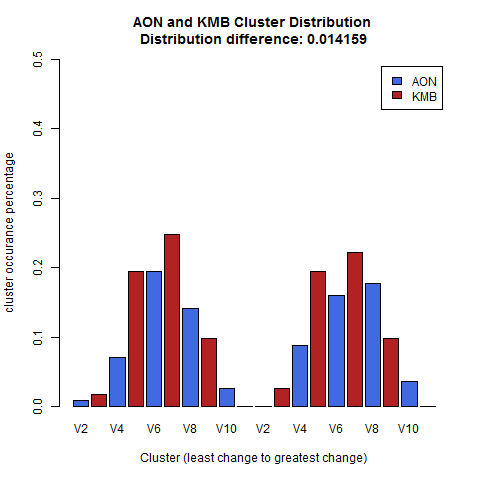 AON and KMB Cluster Distribution
Distribution difference: 0.014159
AON
KMB
cluster occurance percentage
0.5
0.4
0.3
0.2
0.1
0.0
V2 V4 V6 V8 V10 V2 V4 V6 V8 V10
Cluster (least change to greatest change)